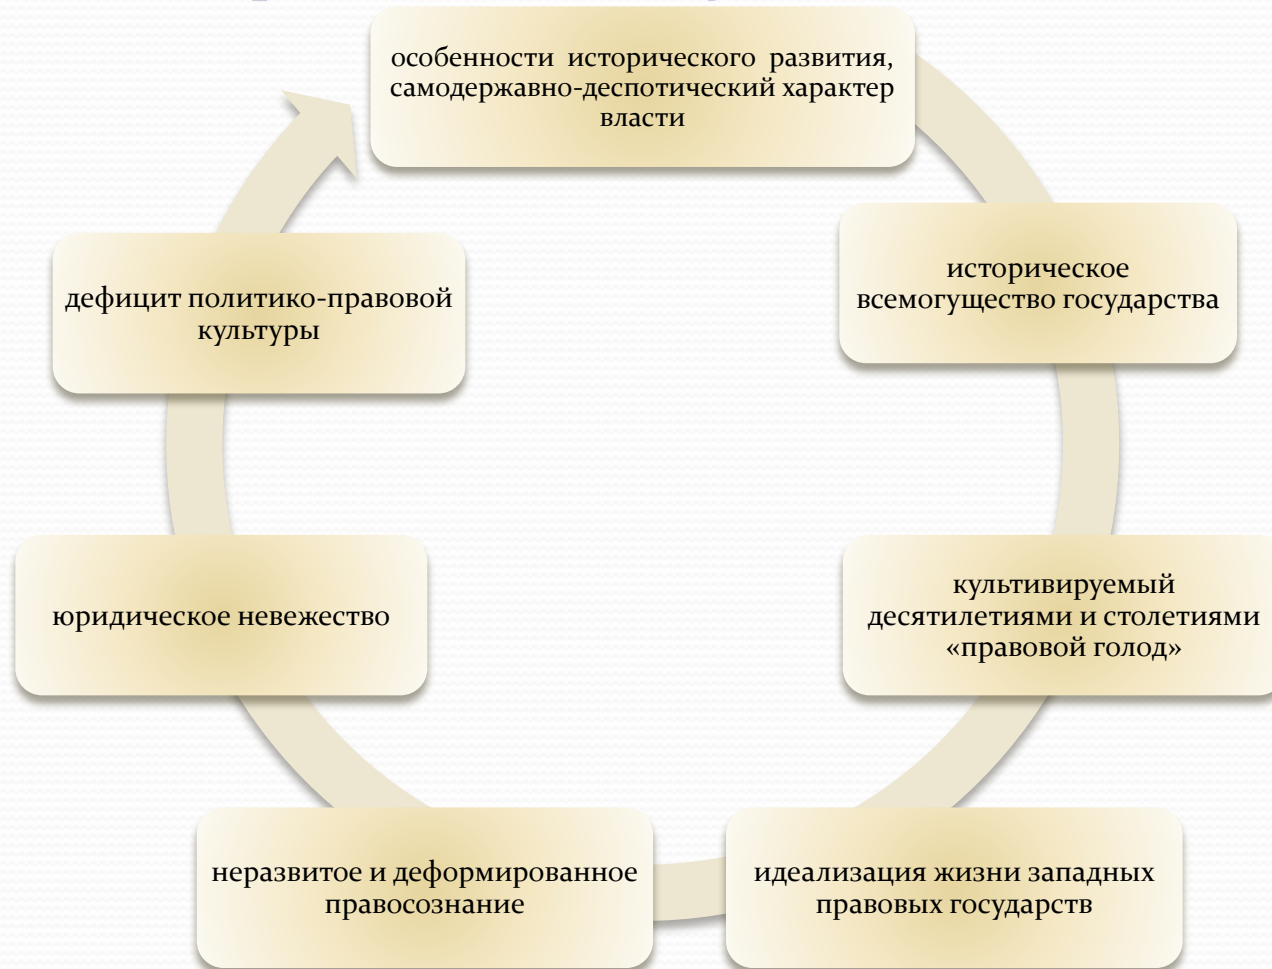 особенности исторического развития,
самодержавно-деспотический характер
власти
историческое
всемогущество государства
культивируемый
десятилетиями и столетиями
«правовой голод»
идеализация жизни западных
правовых государств
неразвитое и деформированное
правосознание
юридическое невежество
дефицит политико-правовой
культуры